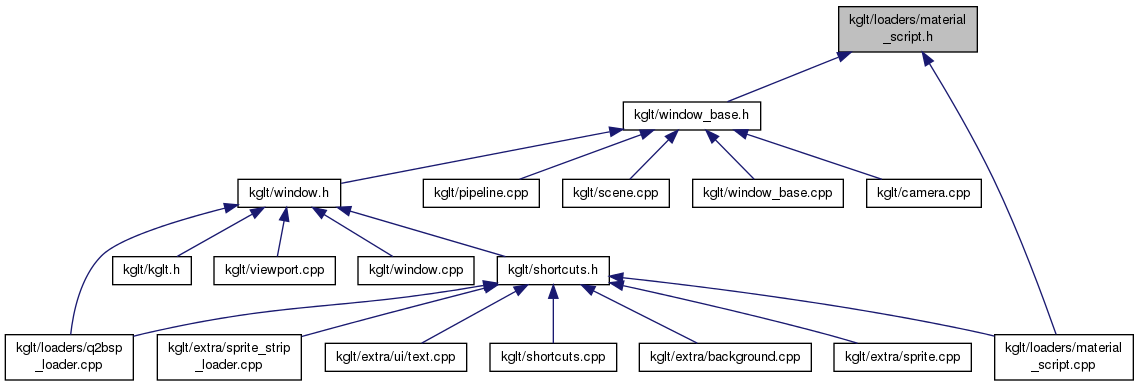 kglt/loaders/material
_script.h
kglt/window_base.h
kglt/window.h
kglt/pipeline.cpp
kglt/scene.cpp
kglt/window_base.cpp
kglt/camera.cpp
kglt/kglt.h
kglt/viewport.cpp
kglt/window.cpp
kglt/shortcuts.h
kglt/loaders/q2bsp
_loader.cpp
kglt/extra/sprite_strip
_loader.cpp
kglt/extra/ui/text.cpp
kglt/shortcuts.cpp
kglt/extra/background.cpp
kglt/extra/sprite.cpp
kglt/loaders/material
_script.cpp